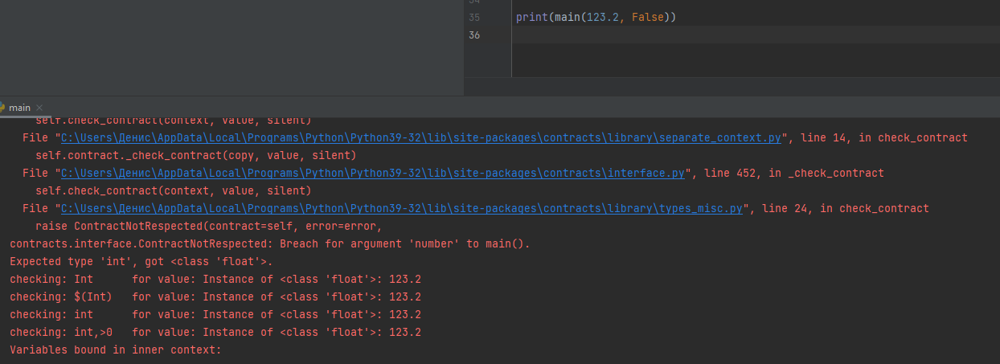 34
35 print(main(123.2, False))
36
main
self.check_contract(context, value, silent)
File "C:\Users\Денис\AppData\Local\Programs\Python\Python39-32\lib\site-packages\contracts\library\separate_context.py", line 14, in check_contract
self.contract._check_contract(copy, value, silent)
File "C:\Users\Денис\AppData\Local\Programs\Python\Python39-32\lib\site-packages\contracts\interface.py", line 452, in _check_contract
self.check_contract(context, value, silent)
File "C:\Users\Денис\AppData\Local\Programs\Python\Python39-32\lib\site-packages\contracts\library\types_misc.py", line 24, in check_contract
raise ContractNotRespected(contract=self, error=error,
contracts.interface.ContractNotRespected: Breach for argument 'number' to main().
Expected type 'int', got <class 'float'>.
checking: Int      for value: Instance of <class 'float'>: 123.2
checking: $(Int)   for value: Instance of <class 'float'>: 123.2
checking: int      for value: Instance of <class 'float'>: 123.2
checking: int,>0   for value: Instance of <class 'float'>: 123.2
Variables bound in inner context: